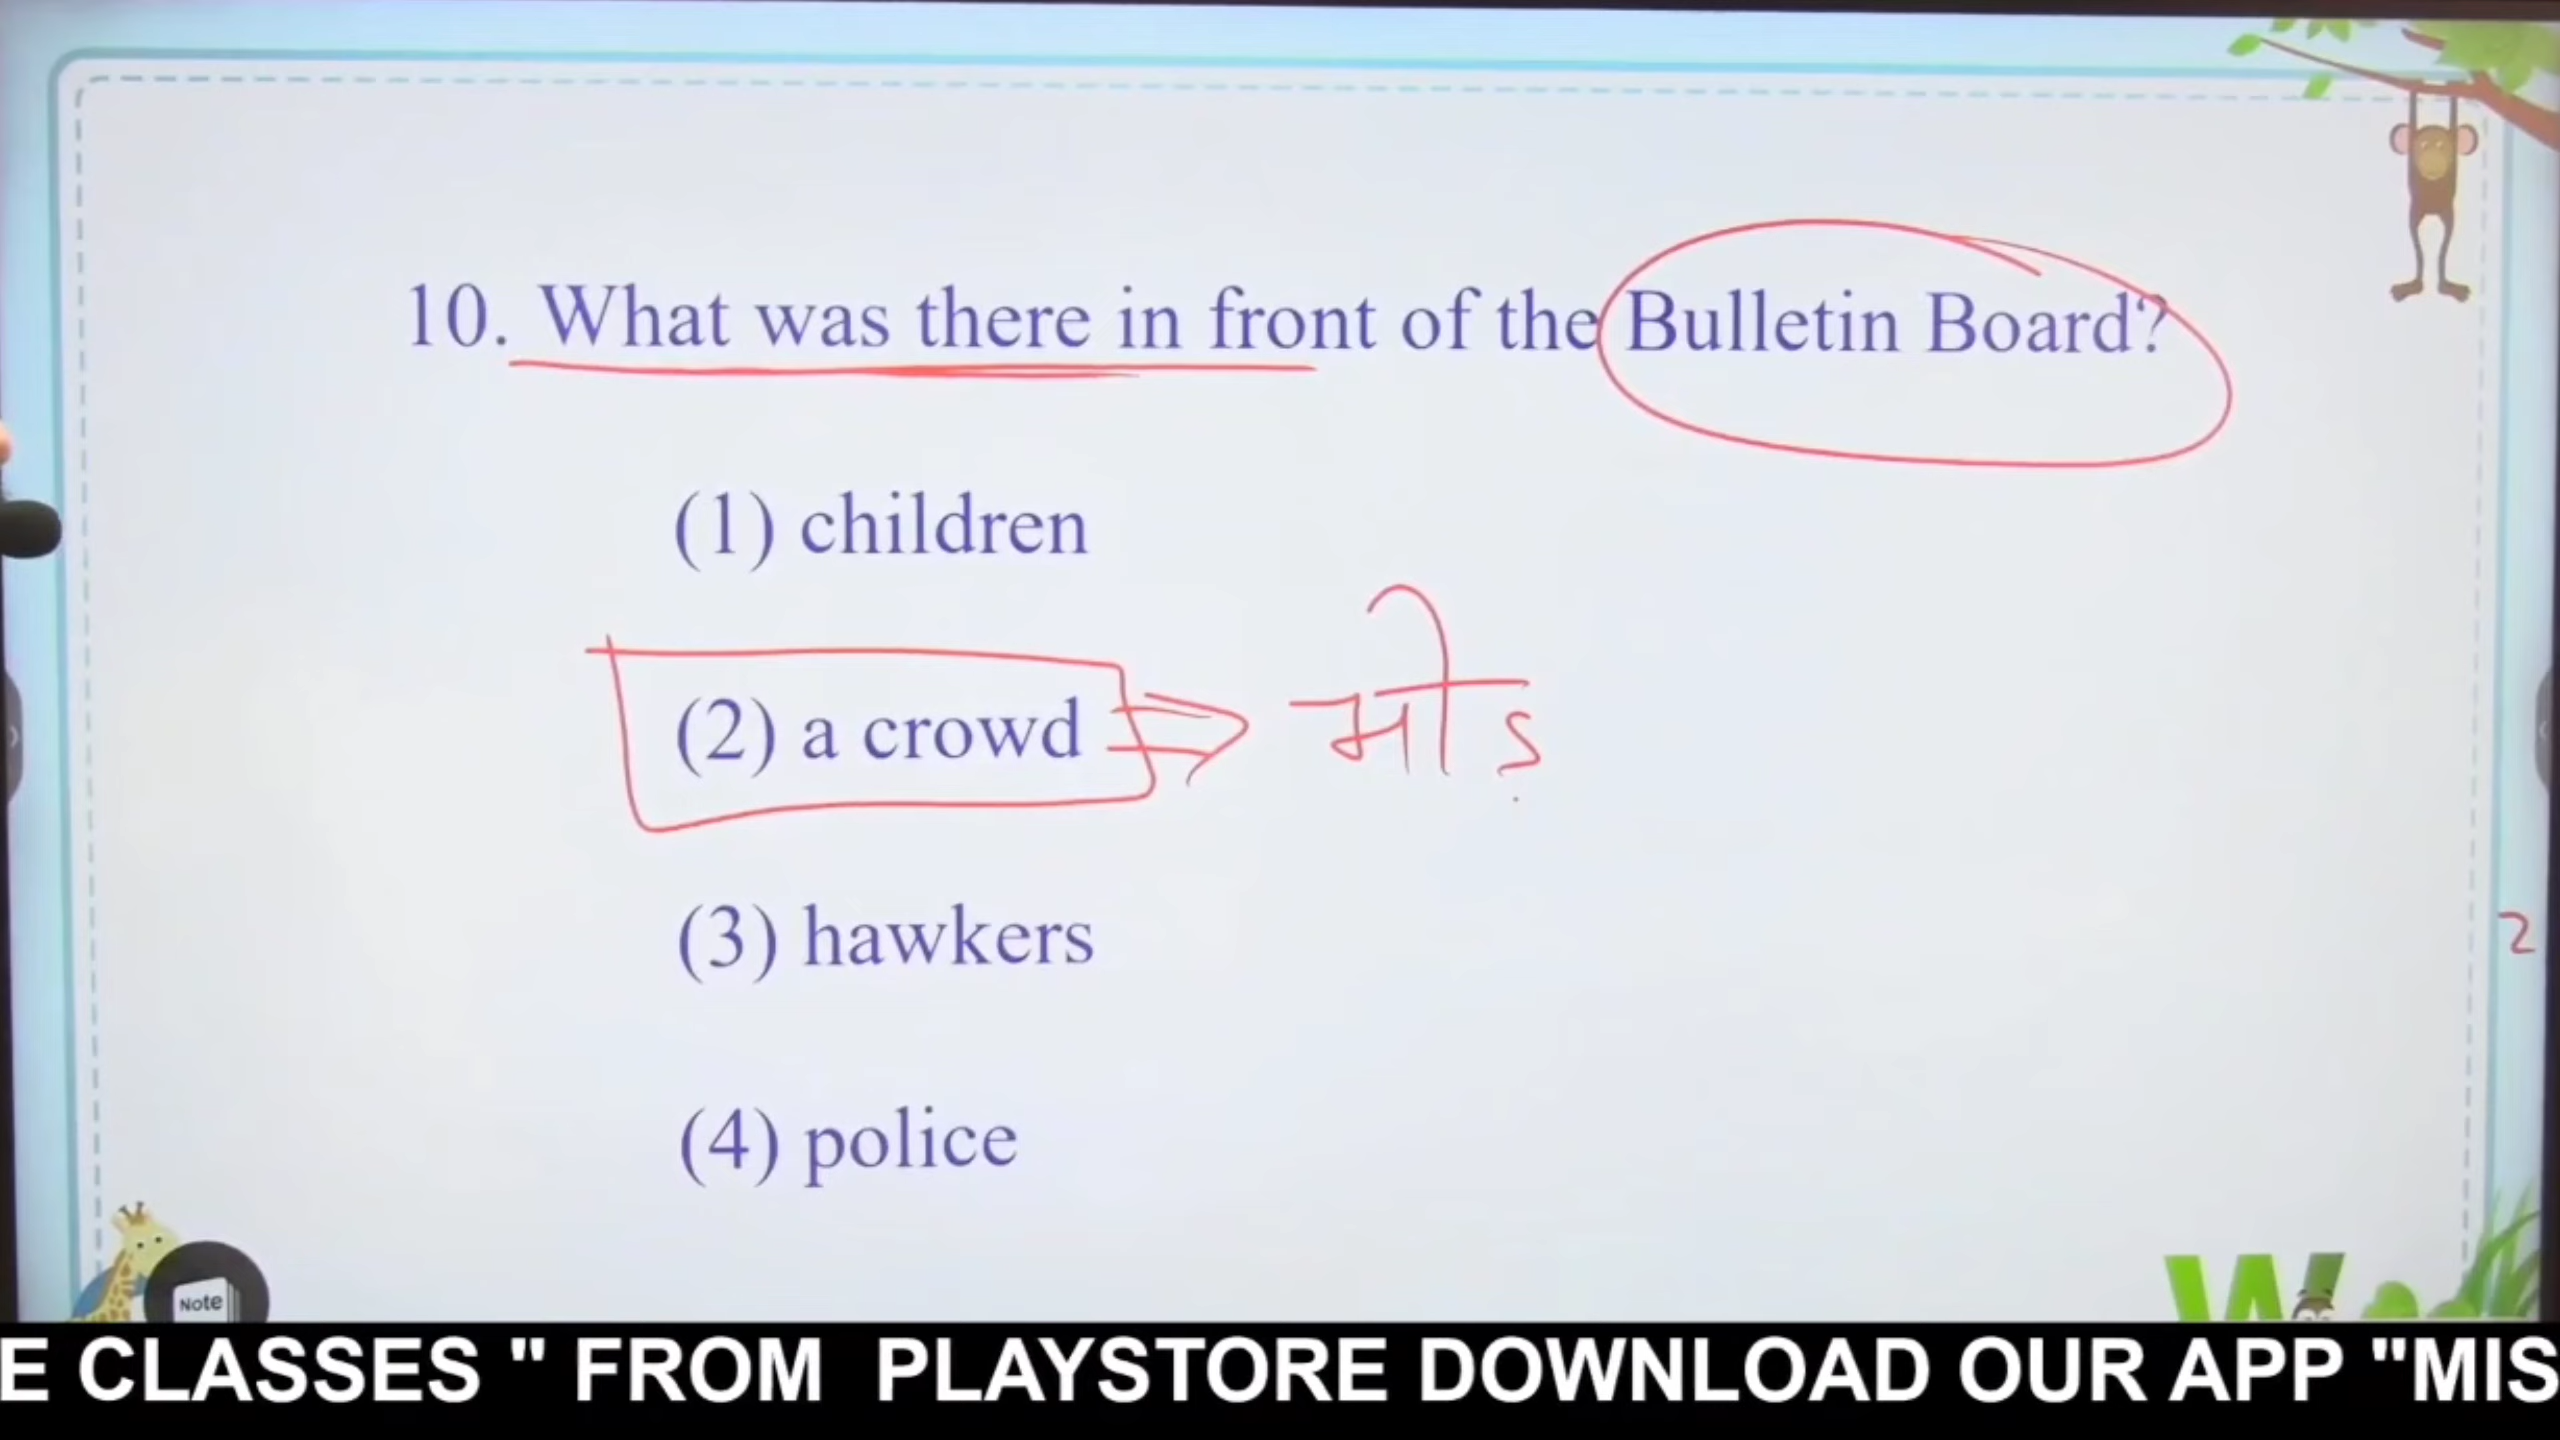 10. What was there in front of the Bulletin Board?
(1) children
(2) a crowd ⇒ भीड़
(3) hawkers
(4) police
2
Note
W
E CLASSES " FROM PLAYSTORE DOWNLOAD OUR APP "MIS